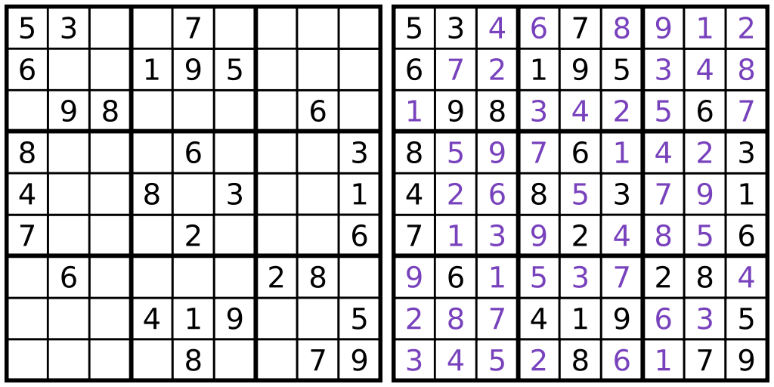 5 3 7
6 1 9 5
9 8 6
8 6 3
4 8 3 1
7 2 6
6 2 8
4 1 9 5
8 7 9
5 3 4 6 7 8 9 1 2
6 7 2 1 9 5 3 4 8
1 9 8 3 4 2 5 6 7
8 5 9 7 6 1 4 2 3
4 2 6 8 5 3 7 9 1
7 1 3 9 2 4 8 5 6
9 6 1 5 3 7 2 8 4
2 8 7 4 1 9 6 3 5
3 4 5 2 8 6 1 7 9